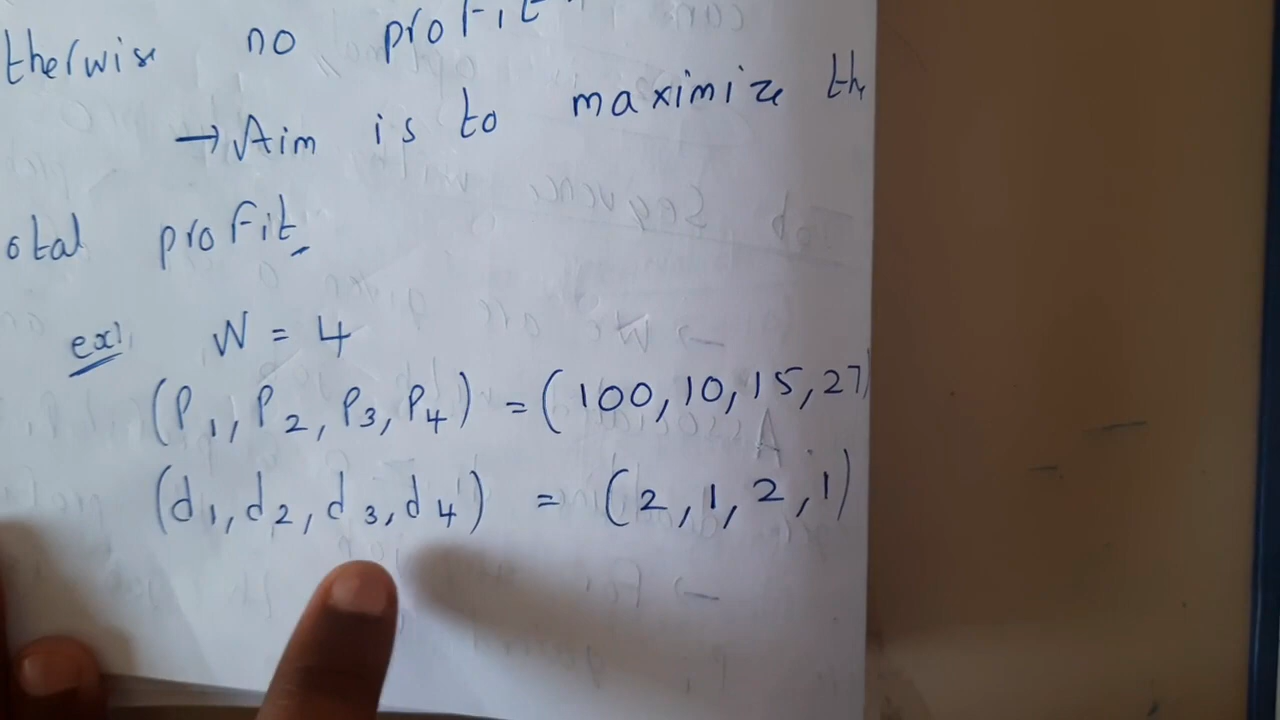 therwise no profit
→ Aim is to maximize th
otal profit
ex1 N = 4
(P1, P2, P3, P4) = (100, 10, 15, 27)
(d1, d2, d3, d4) = (2, 1, 2, 1)